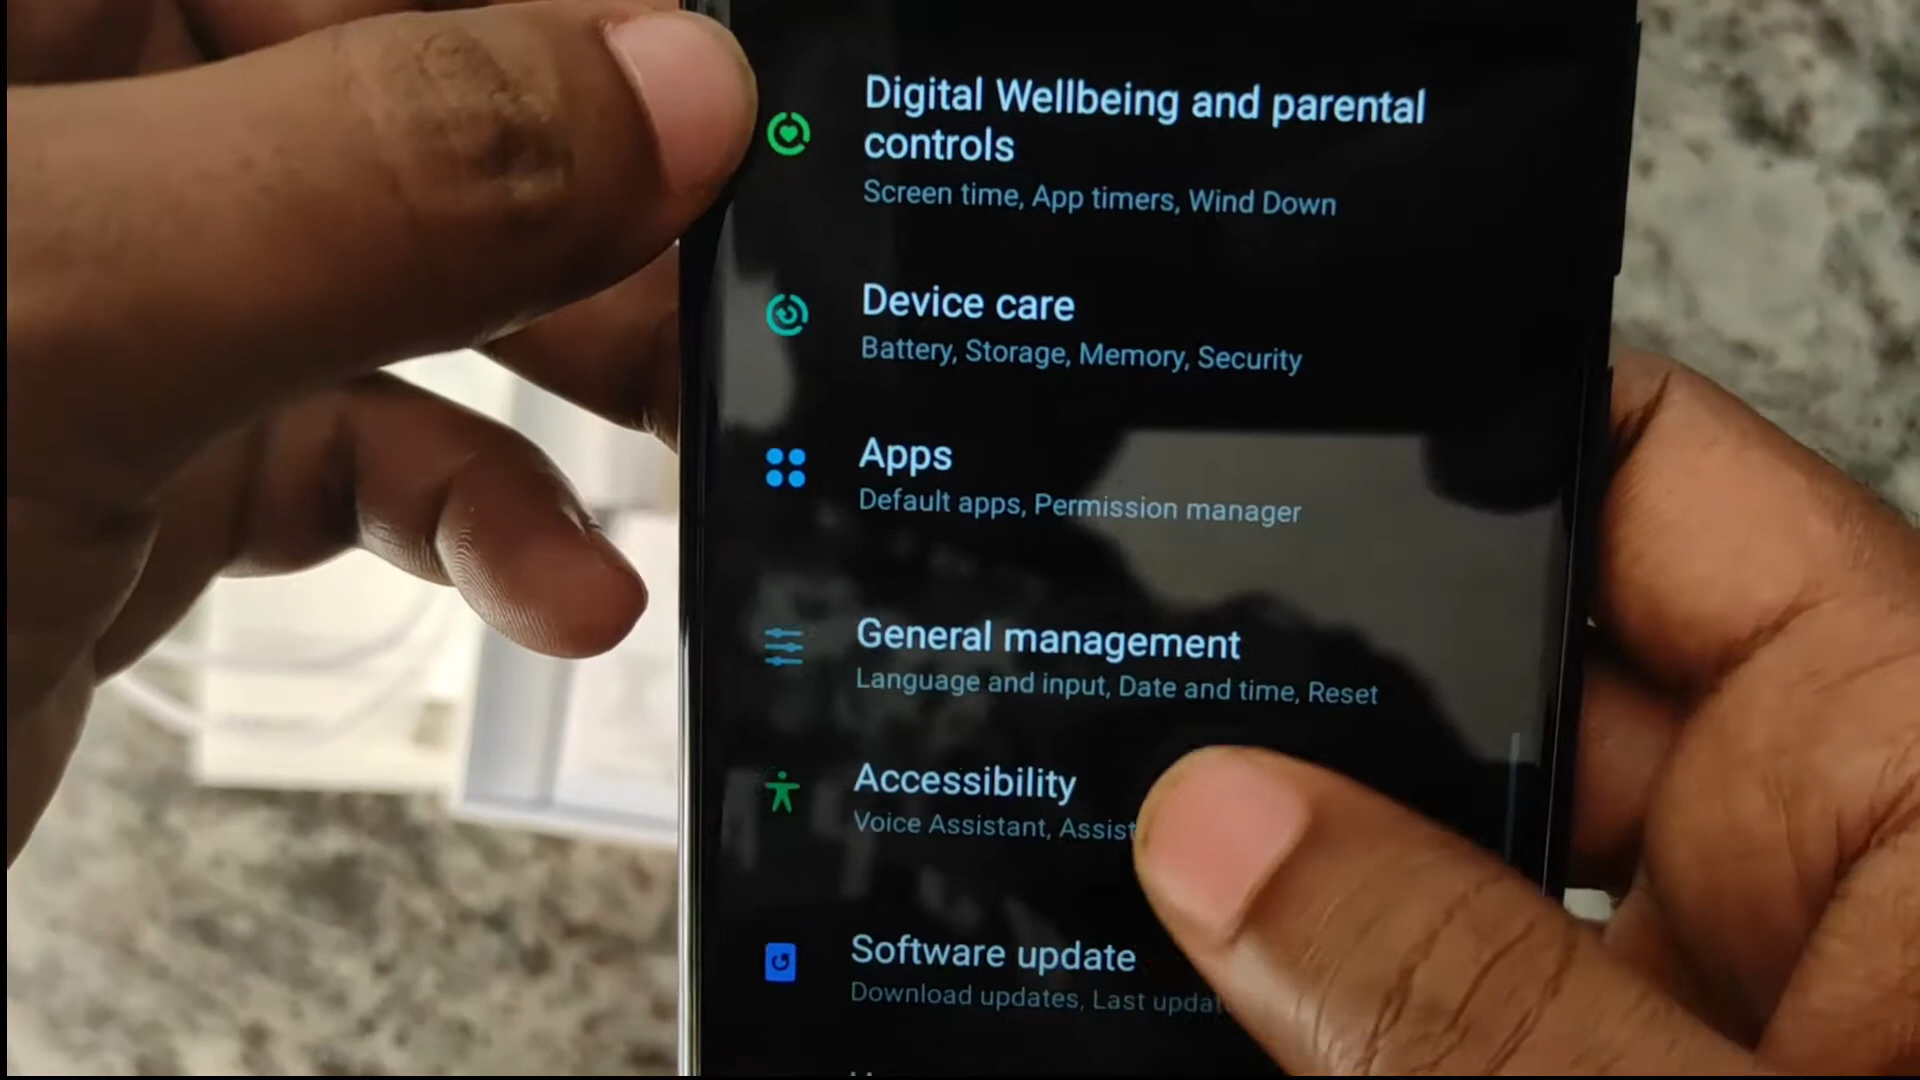 Digital Wellbeing and parental
controls
Screen time, App timers, Wind Down
Device care
Battery, Storage, Memory, Security
Apps
Default apps, Permission manager
General management
Language and input, Date and time, Reset
Accessibility
Voice Assistant,
Software update
Download updates, Last